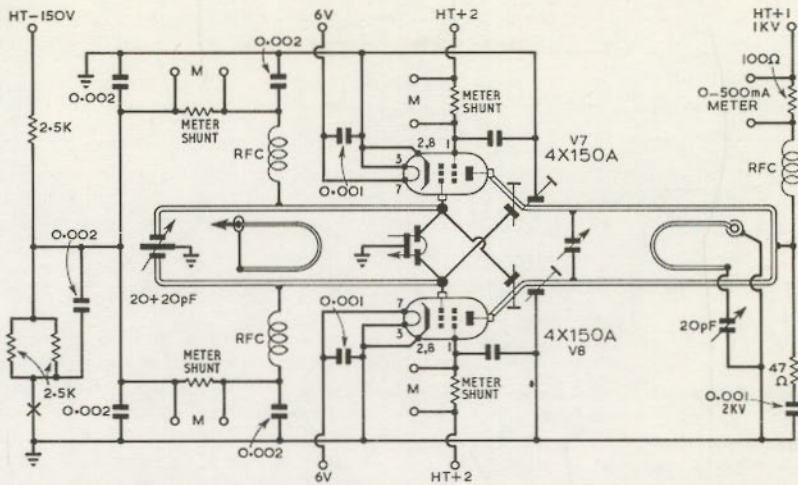 HT-150V
6V
HT+2
HT+1
1KV
0·002
0·002
M
M
100Ω
0-500mA
METER
METER
SHUNT
METER
SHUNT
2·5K
RFC
0·001
3
7
2,8
1
V7
4X150A
RFC
0·002
20+20pF
0·001
7
3
2,8
1
4X150A
V8
20pF
RFC
2·5K
METER
SHUNT
M
METER
SHUNT
M
47
Ω
0·002
0·002
0·001
2KV
6V
HT+2